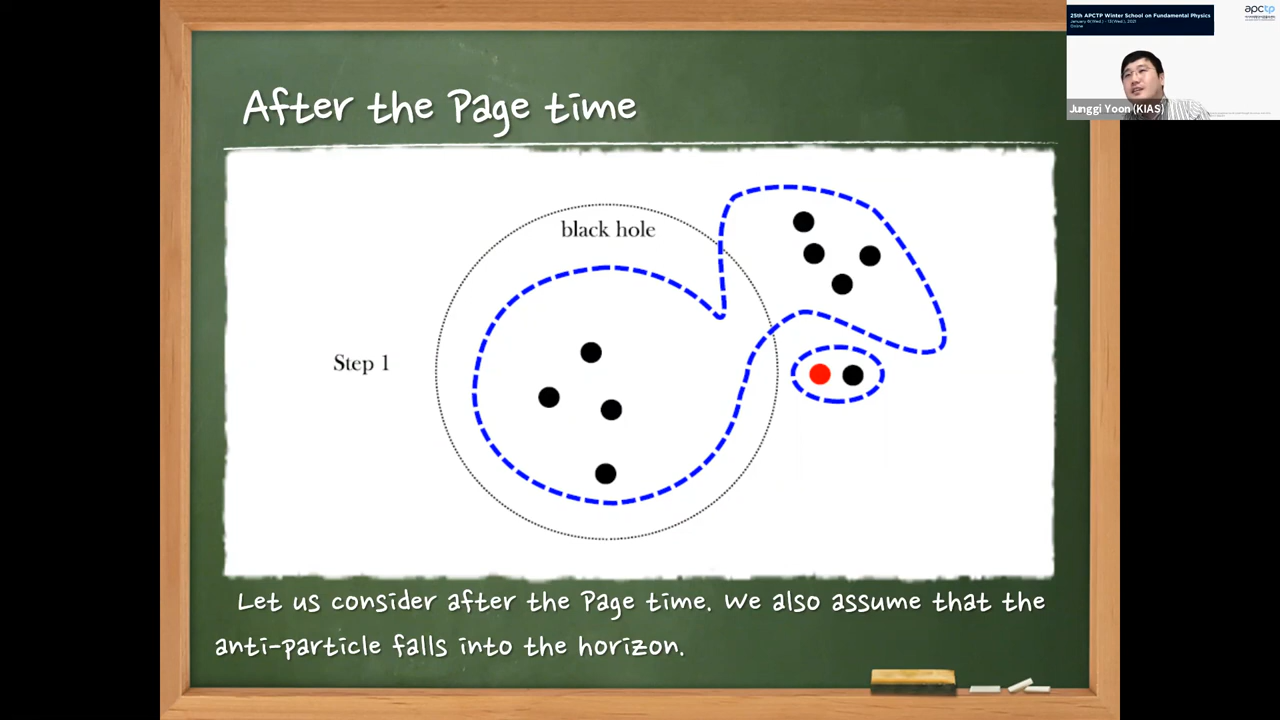 25th APCTP Winter School on Fundamental Physics
Online
apctp
Junggi Yoon (KIAS)
After the Page time
black hole
Step 1
Let us consider after the Page time. We also assume that the
anti-particle falls into the horizon.